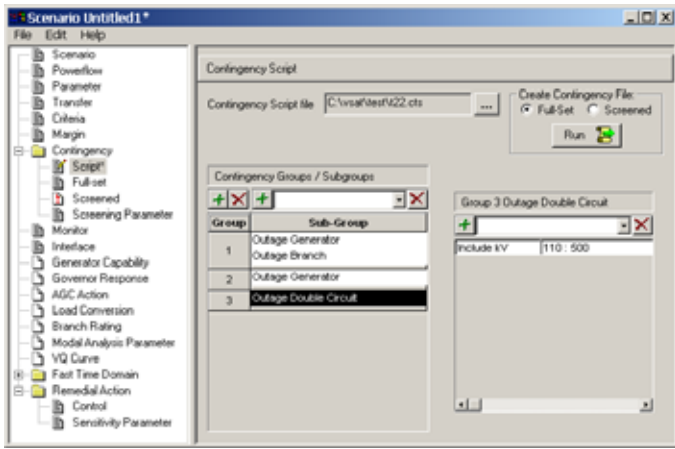 Scenario Untitled1*
File Edit Help
Scenario
Powerflow
Parameter
Transfer
Criteria
Margin
Contingency
Script*
Full-set
Screened
Screening Parameter
Monitor
Interface
Generator Capability
Governor Response
AGC Action
Load Conversion
Branch Rating
Modal Analysis Parameter
VQ Curve
Fast Time Domain
Remedial Action
Control
Sensitivity Parameter
Contingency Script
Contingency Script file C:\vsat\test\t22.cts ...
Create Contingency File:
Full-Set Screened
Run
Contingency Groups / Subgroups
Group Sub-Group
1 Outage Generator
Outage Branch
2 Outage Generator
3 Outage Double Circuit
Group 3 Outage Double Circuit
Include kV 110 : 500